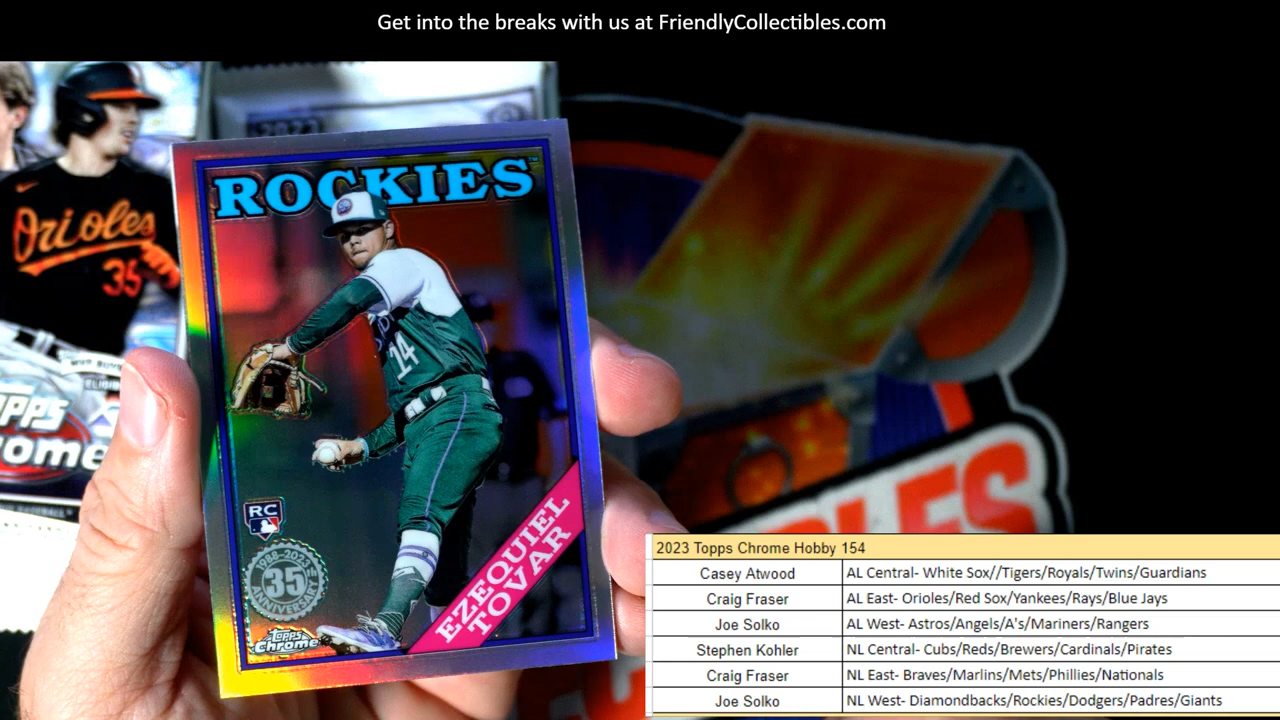 Get into the breaks with us at FriendlyCollectibles.com
ROCKIES™
Orioles
35
14
RC
1988-2023
35
ANNIVERSARY
Topps
Chrome
EZEQUIEL
TOVAR
2023 Topps Chrome Hobby 154
Casey Atwood AL Central- White Sox//Tigers/Royals/Twins/Guardians
Craig Fraser AL East- Orioles/Red Sox/Yankees/Rays/Blue Jays
Joe Solko AL West- Astros/Angels/A's/Mariners/Rangers
Stephen Kohler NL Central- Cubs/Reds/Brewers/Cardinals/Pirates
Craig Fraser NL East- Braves/Marlins/Mets/Phillies/Nationals
Joe Solko NL West- Diamondbacks/Rockies/Dodgers/Padres/Giants